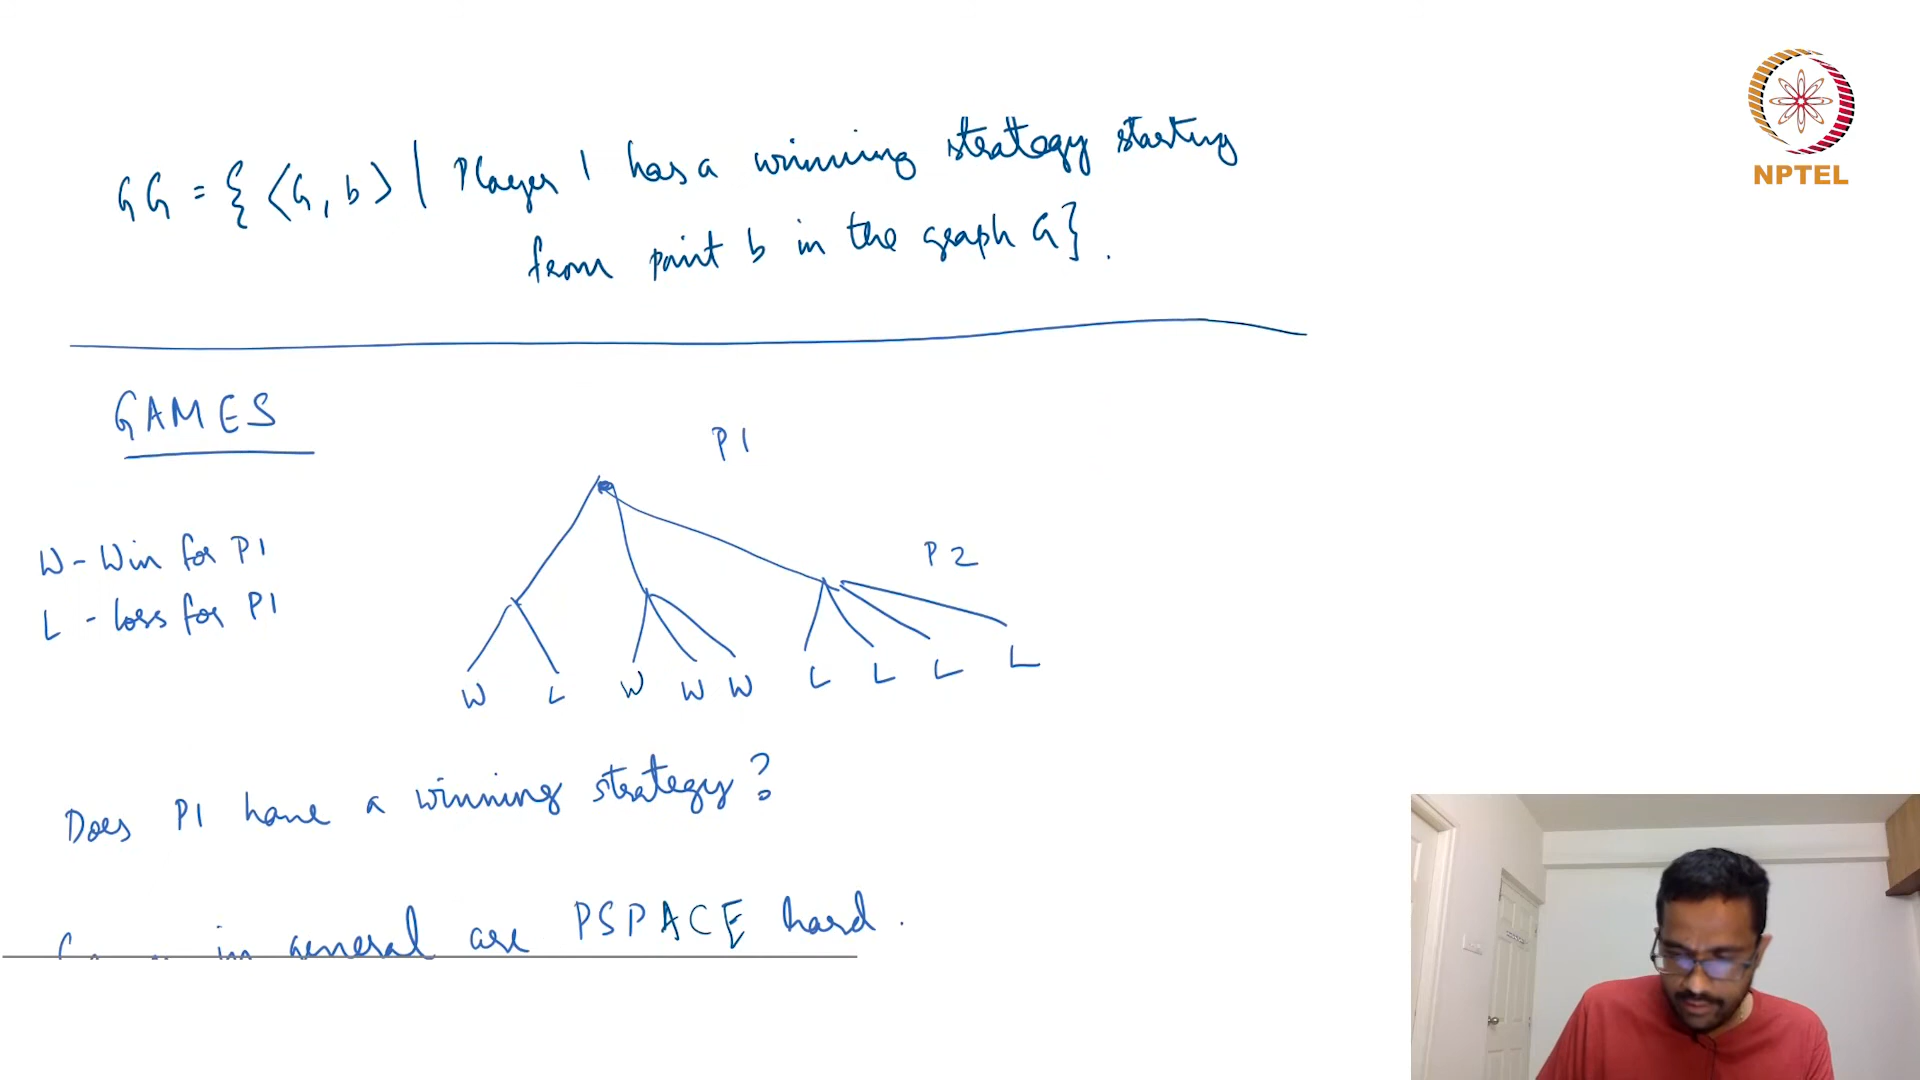 GG = { ⟨G, b⟩ | Player 1 has a winning strategy starting
from point b in the graph G}.
NPTEL
GAMES
P1
W - Win for P1
L - loss for P1
P2
W L W W W L L L L
Does P1 have a winning strategy?
in general are PSPACE hard.